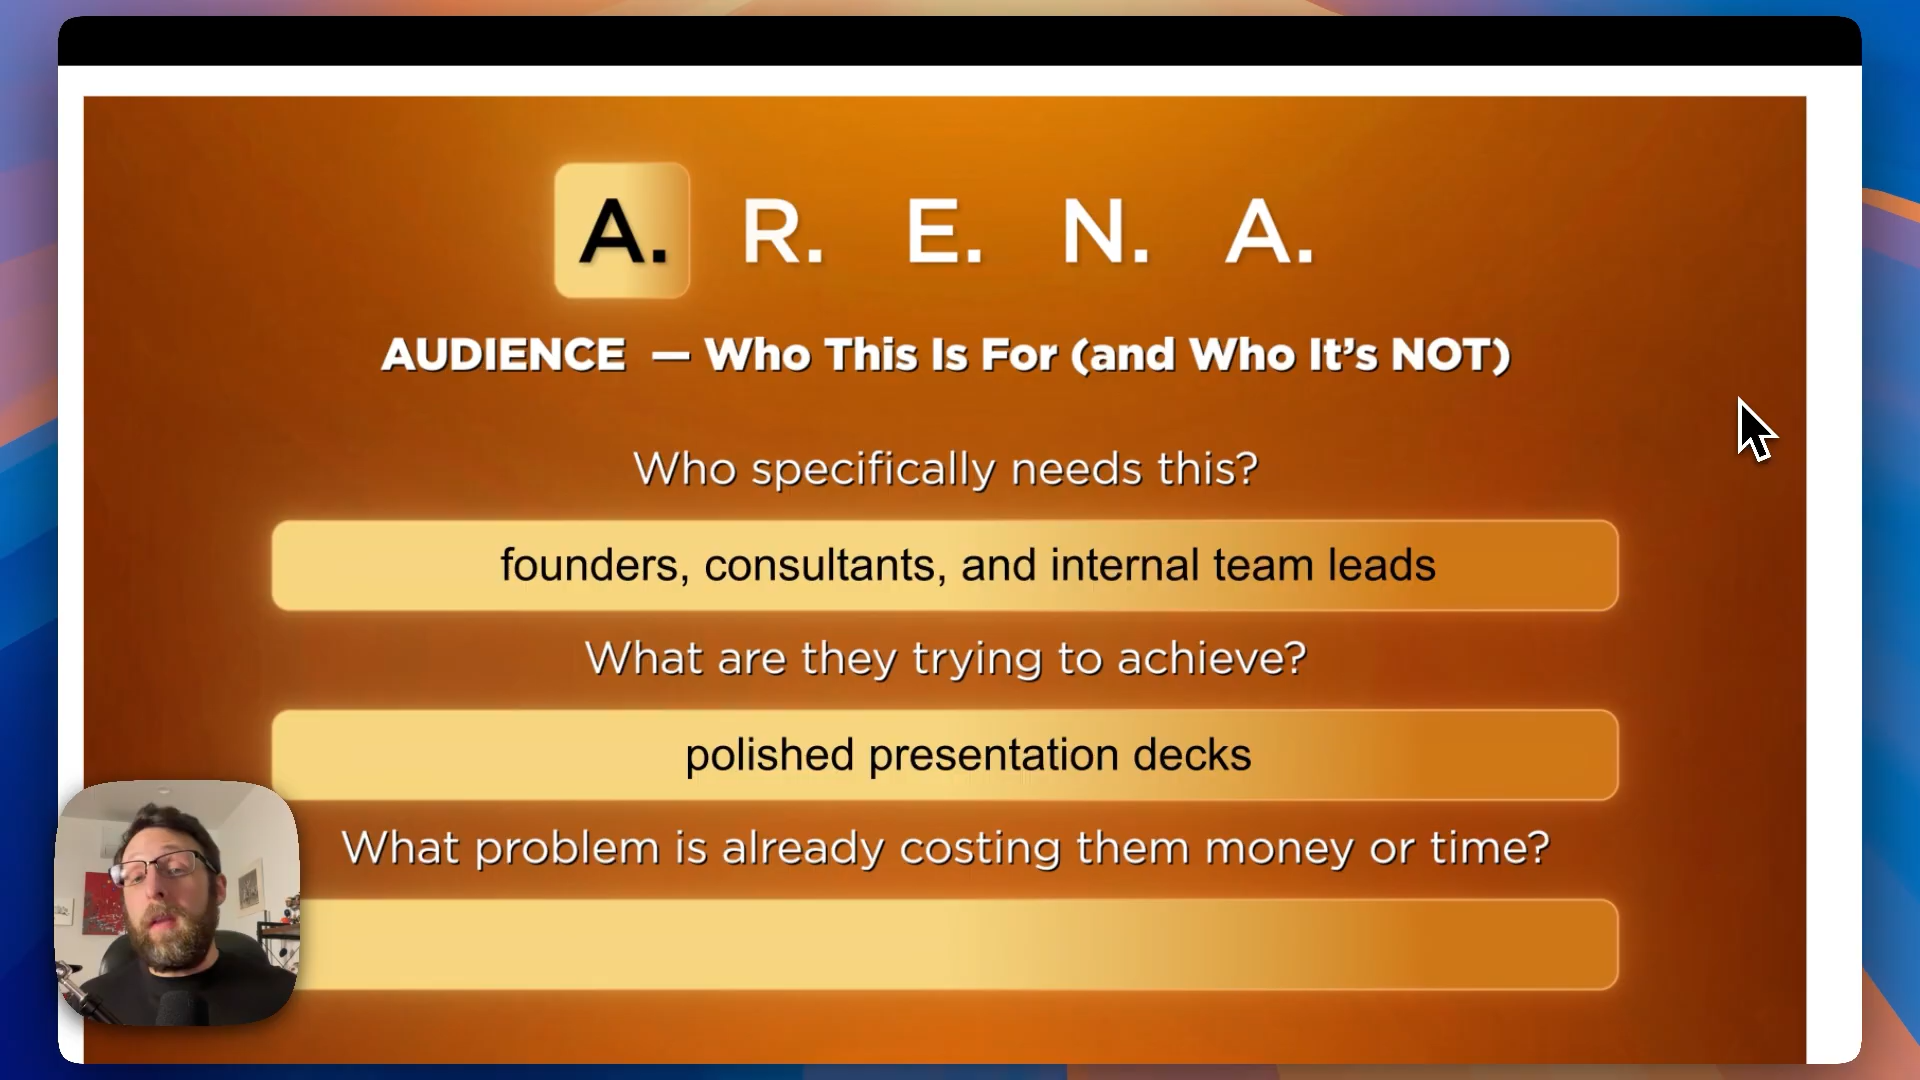 A. R. E. N. A.
AUDIENCE — Who This Is For (and Who It’s NOT)
Who specifically needs this?
founders, consultants, and internal team leads
What are they trying to achieve?
polished presentation decks
What problem is already costing them money or time?